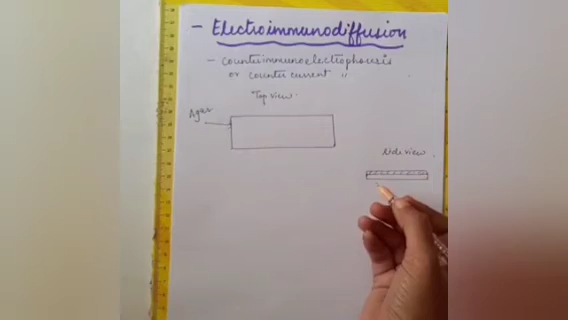 - Electroimmunodiffusion
- Counterimmunoelectrophoresis
or counter current "
Top view.
Agar
Side view.